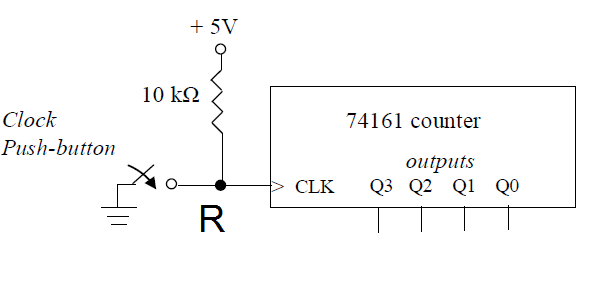 + 5V
10 kΩ
Clock
Push-button
74161 counter
outputs
> CLK Q3 Q2 Q1 Q0
R